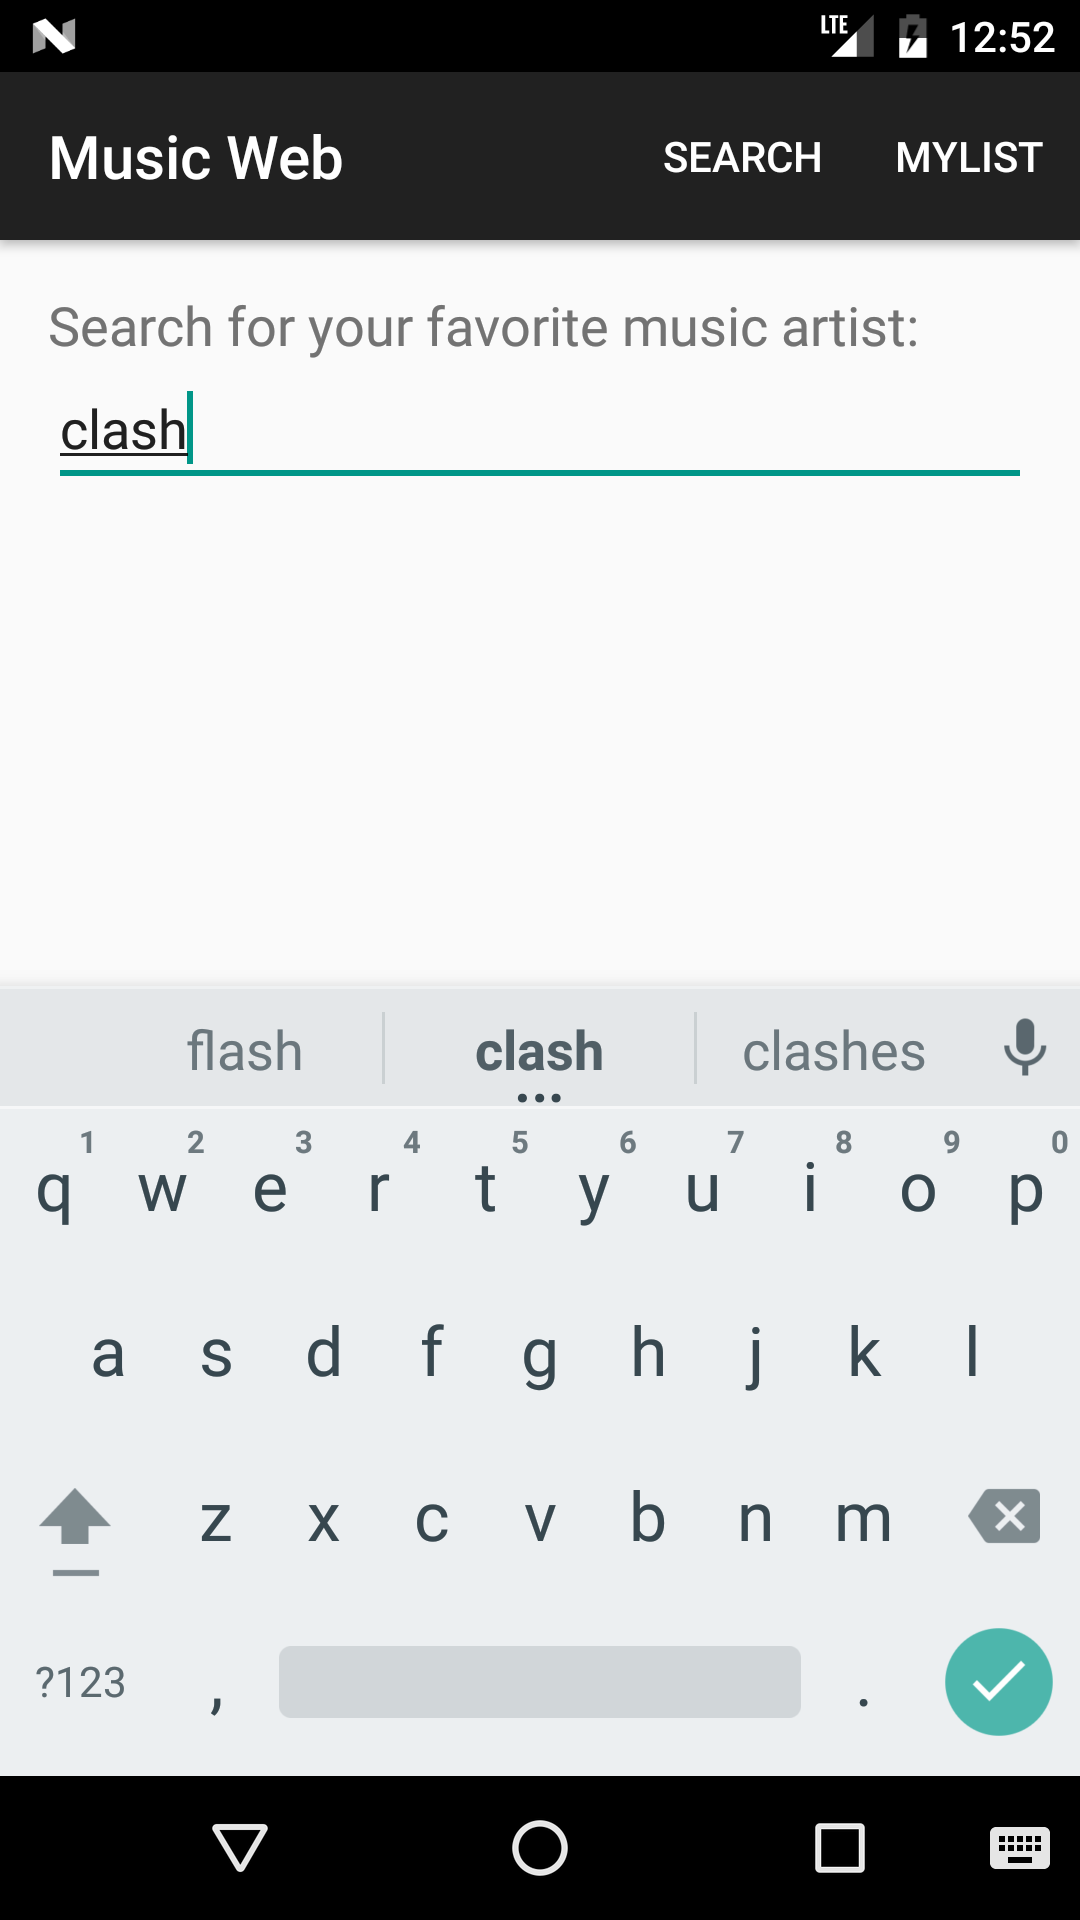 LTE 12:52
Music Web SEARCH MYLIST
Search for your favorite music artist:
clash
flash clash clashes
1 2 3 4 5 6 7 8 9 0
q w e r t y u i o p
a s d f g h j k l
z x c v b n m
?123 , .